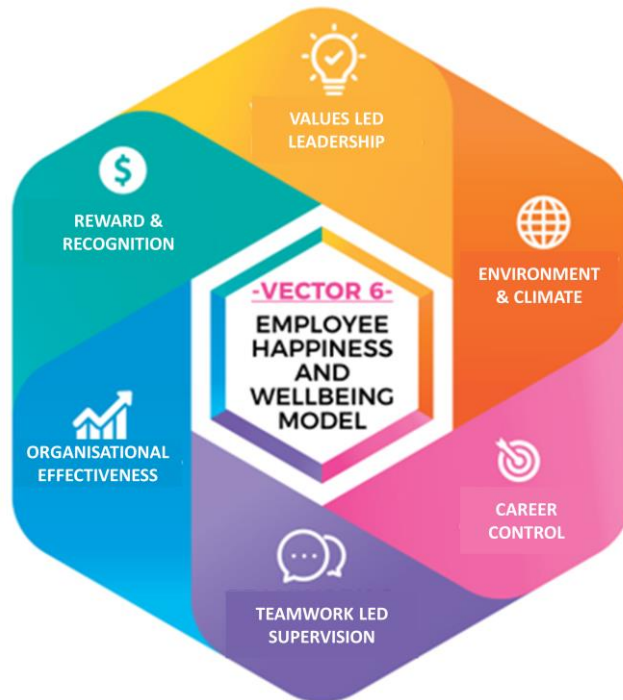 VALUES LED
LEADERSHIP
$
REWARD &
RECOGNITION
ENVIRONMENT
& CLIMATE
-VECTOR 6-
EMPLOYEE
HAPPINESS
AND
WELLBEING
MODEL
ORGANISATIONAL
EFFECTIVENESS
CAREER
CONTROL
TEAMWORK LED
SUPERVISION